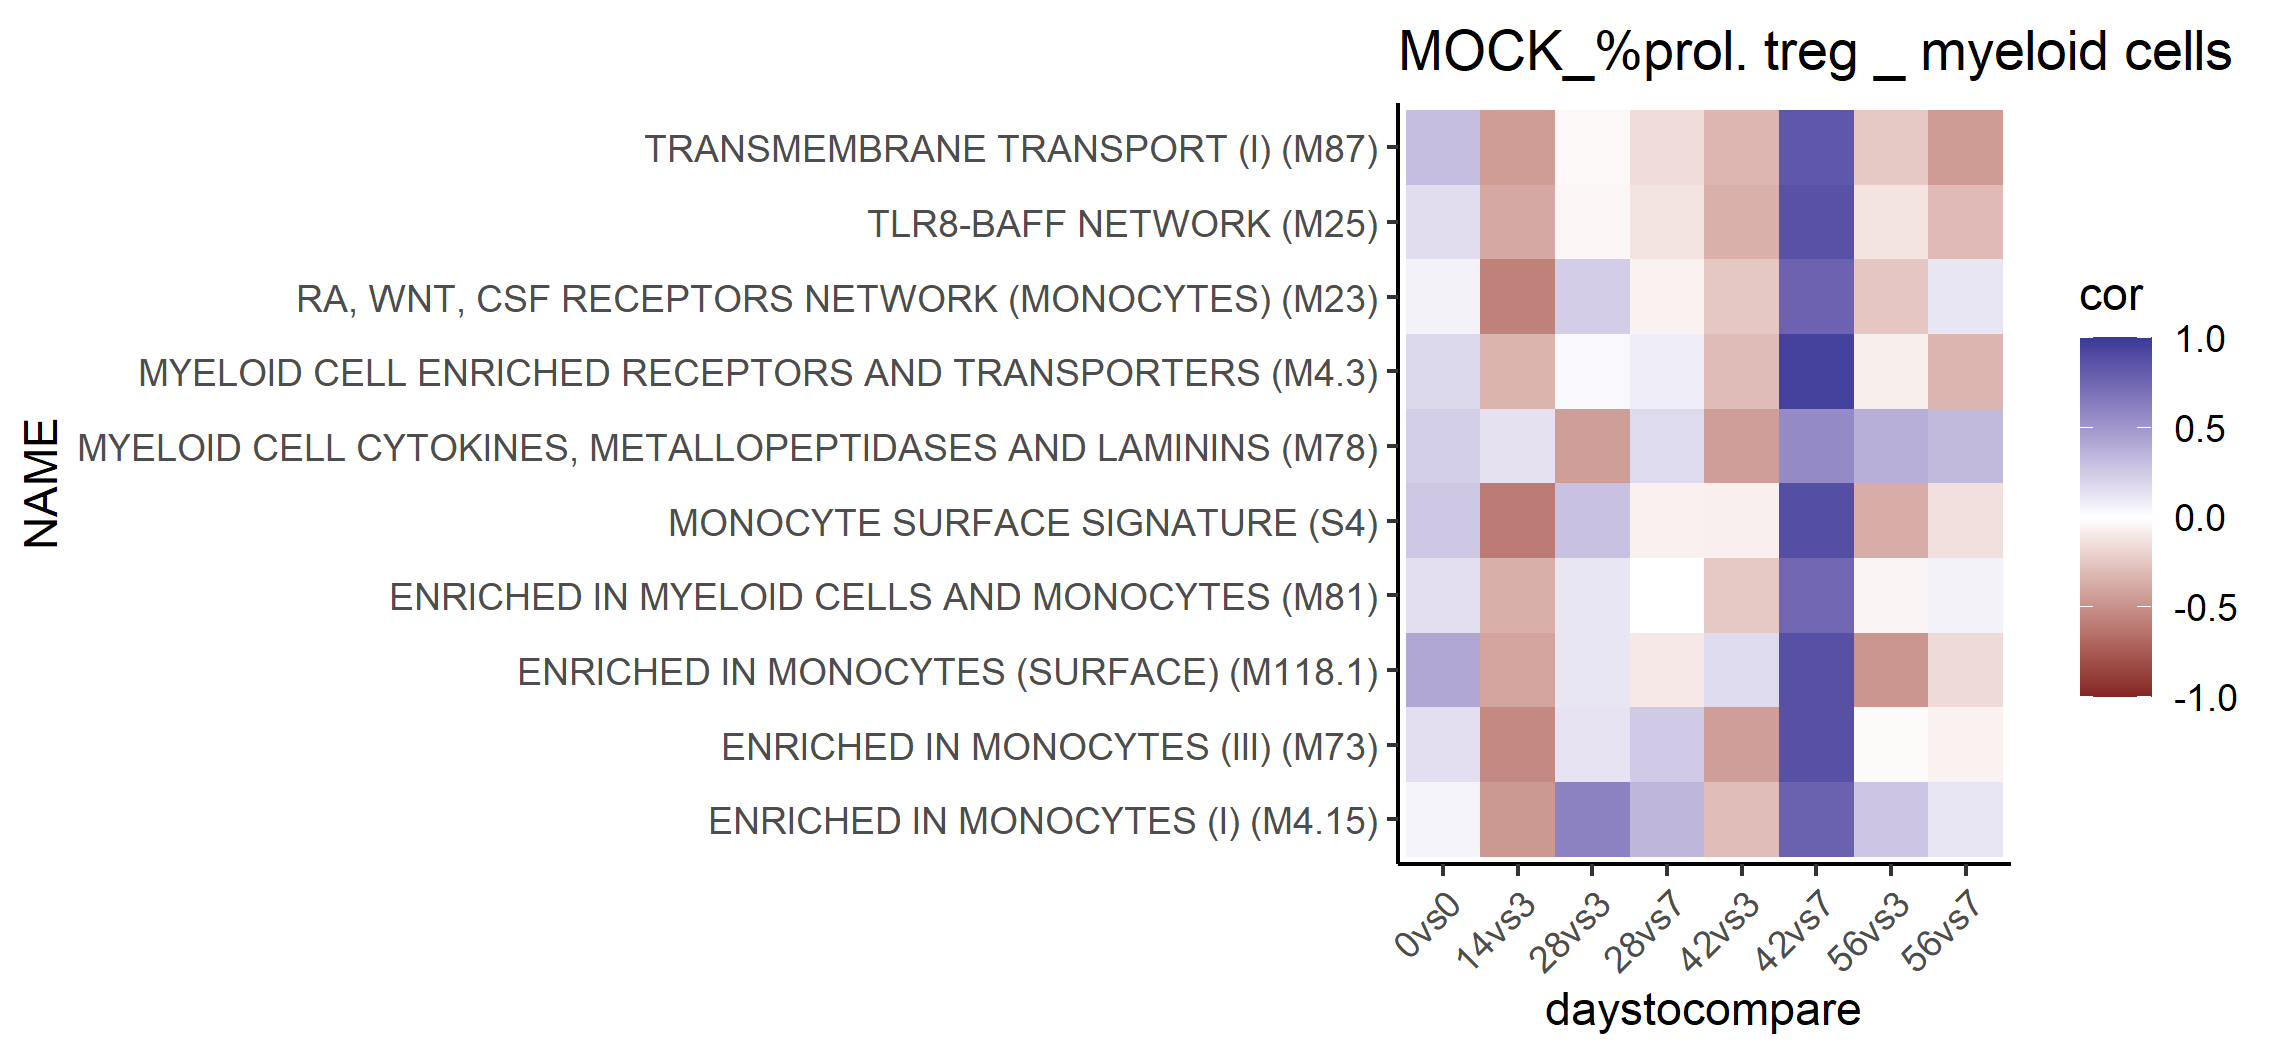 MOCK_%prol. treg _ myeloid cells
TRANSMEMBRANE TRANSPORT (I) (M87)
TLR8-BAFF NETWORK (M25)
RA, WNT, CSF RECEPTORS NETWORK (MONOCYTES) (M23)
MYELOID CELL ENRICHED RECEPTORS AND TRANSPORTERS (M4.3)
MYELOID CELL CYTOKINES, METALLOPEPTIDASES AND LAMININS (M78)
MONOCYTE SURFACE SIGNATURE (S4)
ENRICHED IN MYELOID CELLS AND MONOCYTES (M81)
ENRICHED IN MONOCYTES (SURFACE) (M118.1)
ENRICHED IN MONOCYTES (III) (M73)
ENRICHED IN MONOCYTES (I) (M4.15)
NAME
0vs0
14vs3
28vs3
28vs7
42vs3
42vs7
56vs3
56vs7
daystocompare
cor
1.0
0.5
0.0
-0.5
-1.0